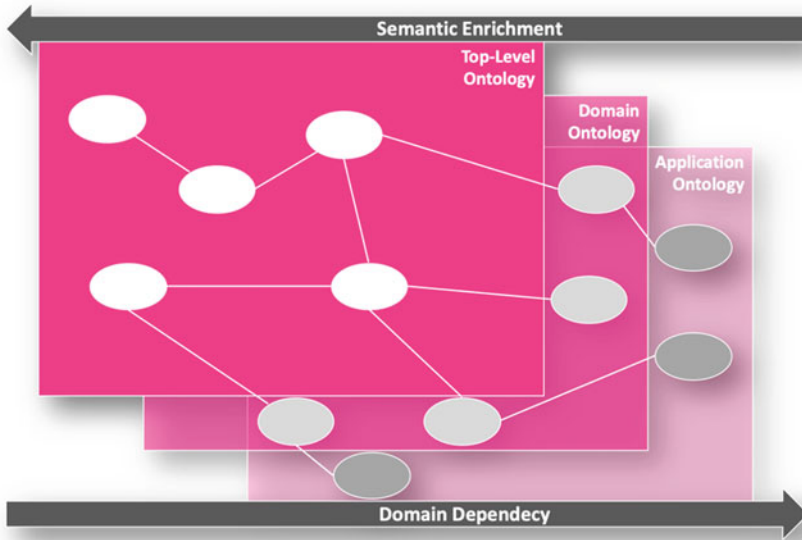 Semantic Enrichment
Top-Level
Ontology
Domain
Ontology
Application
Ontology
Domain Dependecy